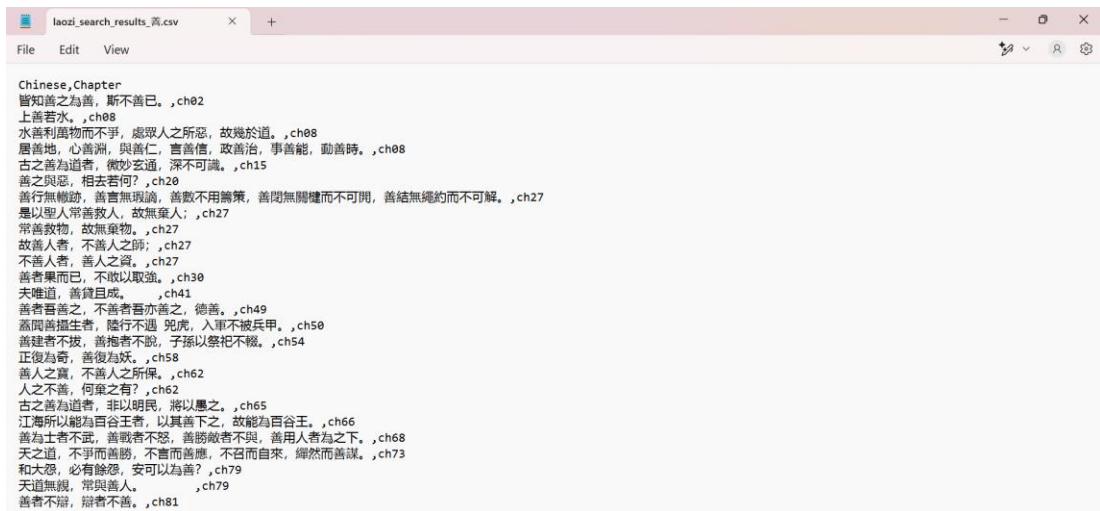 laozi_search_results_善.csv
File Edit View
Chinese,Chapter
皆知善之為善，斯不善已。,ch02
上善若水。,ch08
水善利萬物而不爭，處眾人之所惡，故幾於道。,ch08
居善地，心善淵，與善仁，言善信，政善治，事善能，動善時。,ch08
古之善為道者，微妙玄通，深不可識。,ch15
善之與惡，相去若何？,ch20
善行無轍跡，善言無瑕謫，善數不用籌策，善閉無關楗而不可開，善結無繩約而不可解。,ch27
是以聖人常善救人，故無棄人；,ch27
常善救物，故無棄物。,ch27
故善人者，不善人之師；,ch27
不善人者，善人之資。,ch27
善者果而已，不敢以取強。,ch30
夫唯道，善貸且成。 ,ch41
善者吾善之，不善者吾亦善之，德善。,ch49
蓋聞善攝生者，陸行不遇 兕虎，入軍不被兵甲。,ch50
善建者不拔，善抱者不脫，子孫以祭祀不輟。,ch54
正復為奇，善復為妖。,ch58
善人之寶，不善人之所保。,ch62
人之不善，何棄之有？,ch62
古之善為道者，非以明民，將以愚之。,ch65
江海所以能為百谷王者，以其善下之，故能為百谷王。,ch66
善為士者不武，善戰者不怒，善勝敵者不與，善用人者為之下。,ch68
天之道，不爭而善勝，不言而善應，不召而自來，繟然而善謀。,ch73
和大怨，必有餘怨，安可以為善？,ch79
天道無親，常與善人。 ,ch79
善者不辯，辯者不善。,ch81